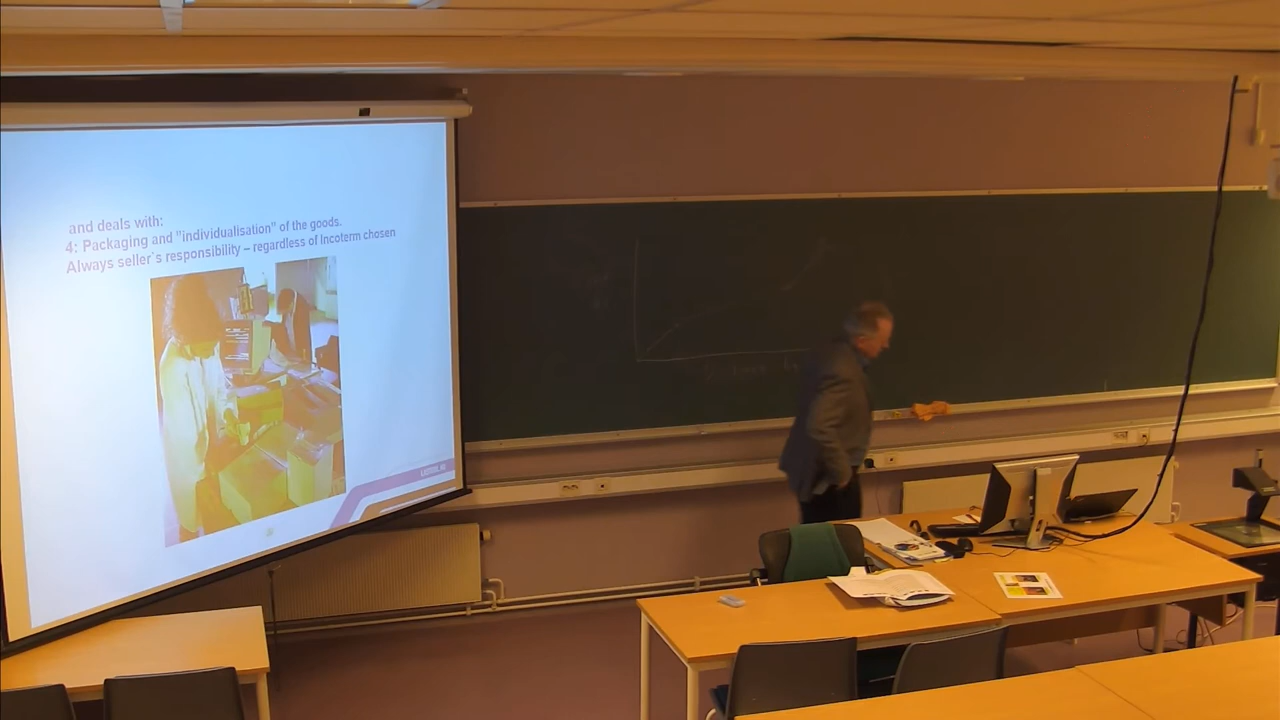 and deals with:
4: Packaging and "individualisation" of the goods.
Always seller´s responsibility – regardless of Incoterm chosen